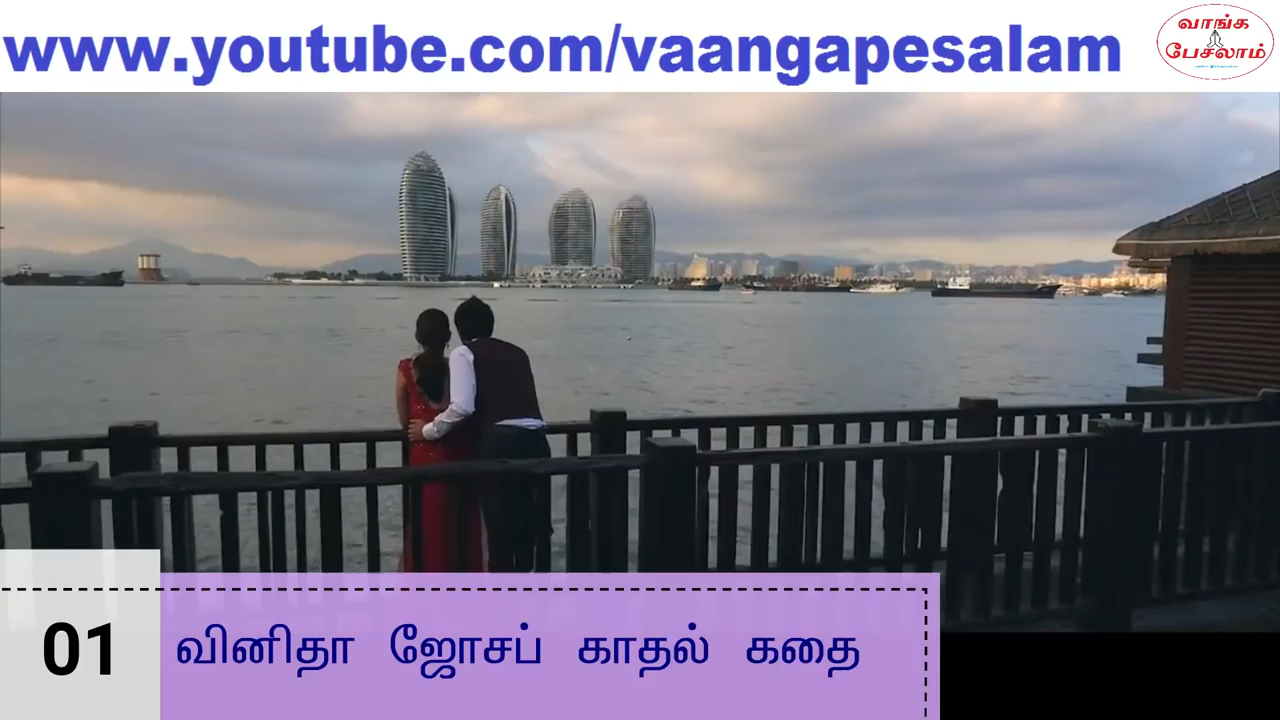 www.youtube.com/vaangapesalam
வாங்க
பேசலாம்
01
வினிதா ஜோசப் காதல் கதை